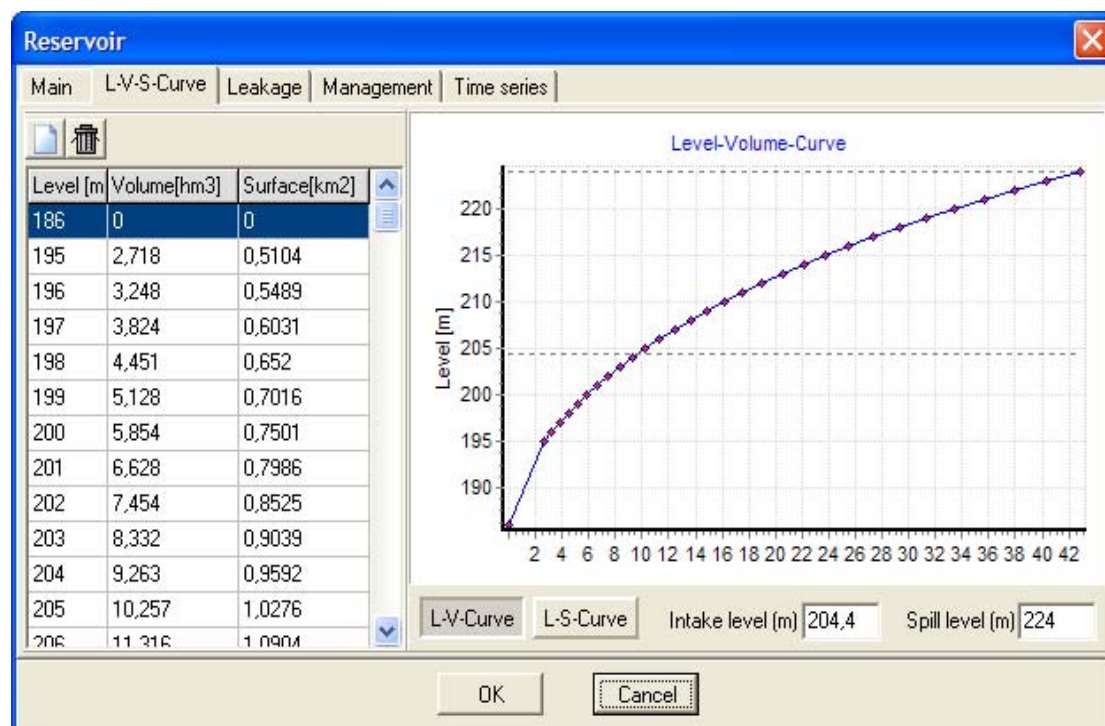 Reservoir
Main L-V-S-Curve Leakage Management Time series
Level [m Volume[hm3] Surface[km2]
186 0 0
195 2,718 0,5104
196 3,248 0,5489
197 3,824 0,6031
198 4,451 0,652
199 5,128 0,7016
200 5,854 0,7501
201 6,628 0,7986
202 7,454 0,8525
203 8,332 0,9039
204 9,263 0,9592
205 10,257 1,0276
206 11,316 1,0904
Level-Volume-Curve
Level [m]
220
215
210
205
200
195
190
2 4 6 8 10 12 14 16 18 20 22 24 26 28 30 32 34 36 38 40 42
L-V-Curve L-S-Curve Intake level (m) 204,4 Spill level (m) 224
OK Cancel